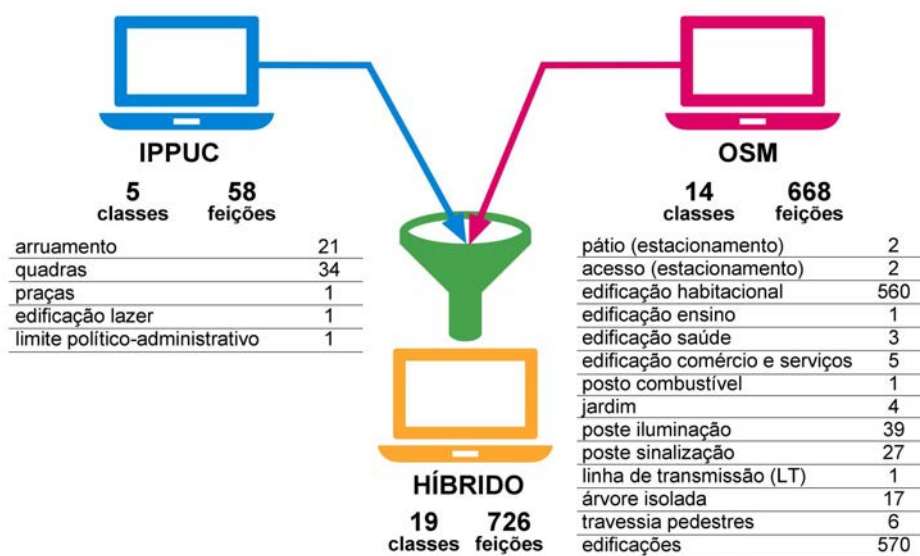 IPPUC
5 58
classes feições
arruamento 21
quadras 34
praças 1
edificação lazer 1
limite político-administrativo 1
OSM
14 668
classes feições
pátio (estacionamento) 2
acesso (estacionamento) 2
edificação habitacional 560
edificação ensino 1
edificação saúde 3
edificação comércio e serviços 5
posto combustível 1
jardim 4
poste iluminação 39
poste sinalização 27
linha de transmissão (LT) 1
árvore isolada 17
travessia pedestres 6
edificações 570
HÍBRIDO
19 726
classes feições